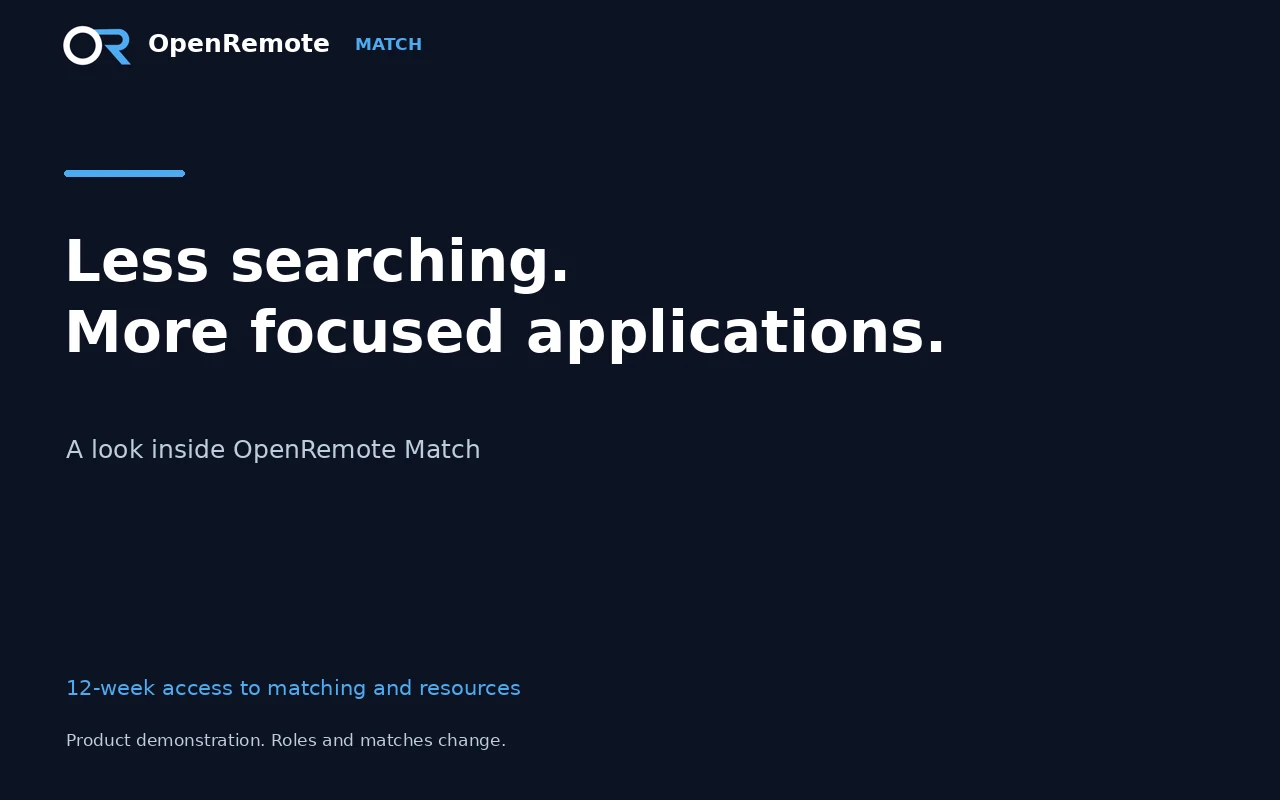 OR OpenRemote MATCH
Less searching.
More focused applications.
A look inside OpenRemote Match
12-week access to matching and resources
Product demonstration. Roles and matches change.